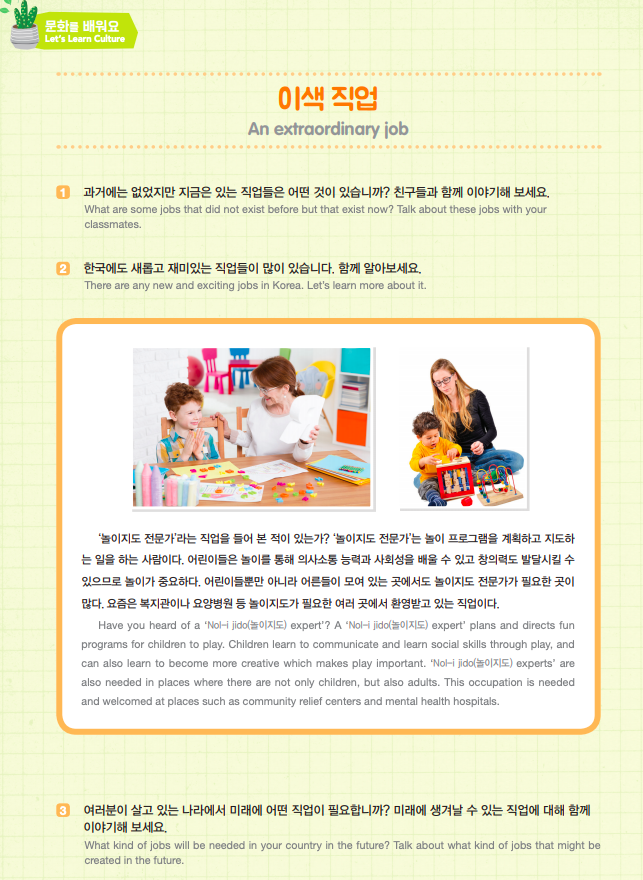 문화를 배워요
Let's Learn Culture
이색 직업
An extraordinary job
1 과거에는 없었지만 지금은 있는 직업들은 어떤 것이 있습니까? 친구들과 함께 이야기해 보세요.
What are some jobs that did not exist before but that exist now? Talk about these jobs with your
classmates.
2 한국에도 새롭고 재미있는 직업들이 많이 있습니다. 함께 알아보세요.
There are any new and exciting jobs in Korea. Let's learn more about it.
'놀이지도 전문가'라는 직업을 들어 본 적이 있는가? '놀이지도 전문가'는 놀이 프로그램을 계획하고 지도하
는 일을 하는 사람이다. 어린이들은 놀이를 통해 의사소통 능력과 사회성을 배울 수 있고 창의력도 발달시킬 수
있으므로 놀이가 중요하다. 어린이들뿐만 아니라 어른들이 모여 있는 곳에서도 놀이지도 전문가가 필요한 곳이
많다. 요즘은 복지관이나 요양병원 등 놀이지도가 필요한 여러 곳에서 환영받고 있는 직업이다.
Have you heard of a 'Nol-i jido(놀이지도) expert'? A 'Nol-i jido(놀이지도) expert' plans and directs fun
programs for children to play. Children learn to communicate and learn social skills through play, and
can also learn to become more creative which makes play important. 'Nol-i jido(놀이지도) experts' are
also needed in places where there are not only children, but also adults. This occupation is needed
and welcomed at places such as community relief centers and mental health hospitals.
3 여러분이 살고 있는 나라에서 미래에 어떤 직업이 필요합니까? 미래에 생겨날 수 있는 직업에 대해 함께
이야기해 보세요.
What kind of jobs will be needed in your country in the future? Talk about what kind of jobs that might be
created in the future.